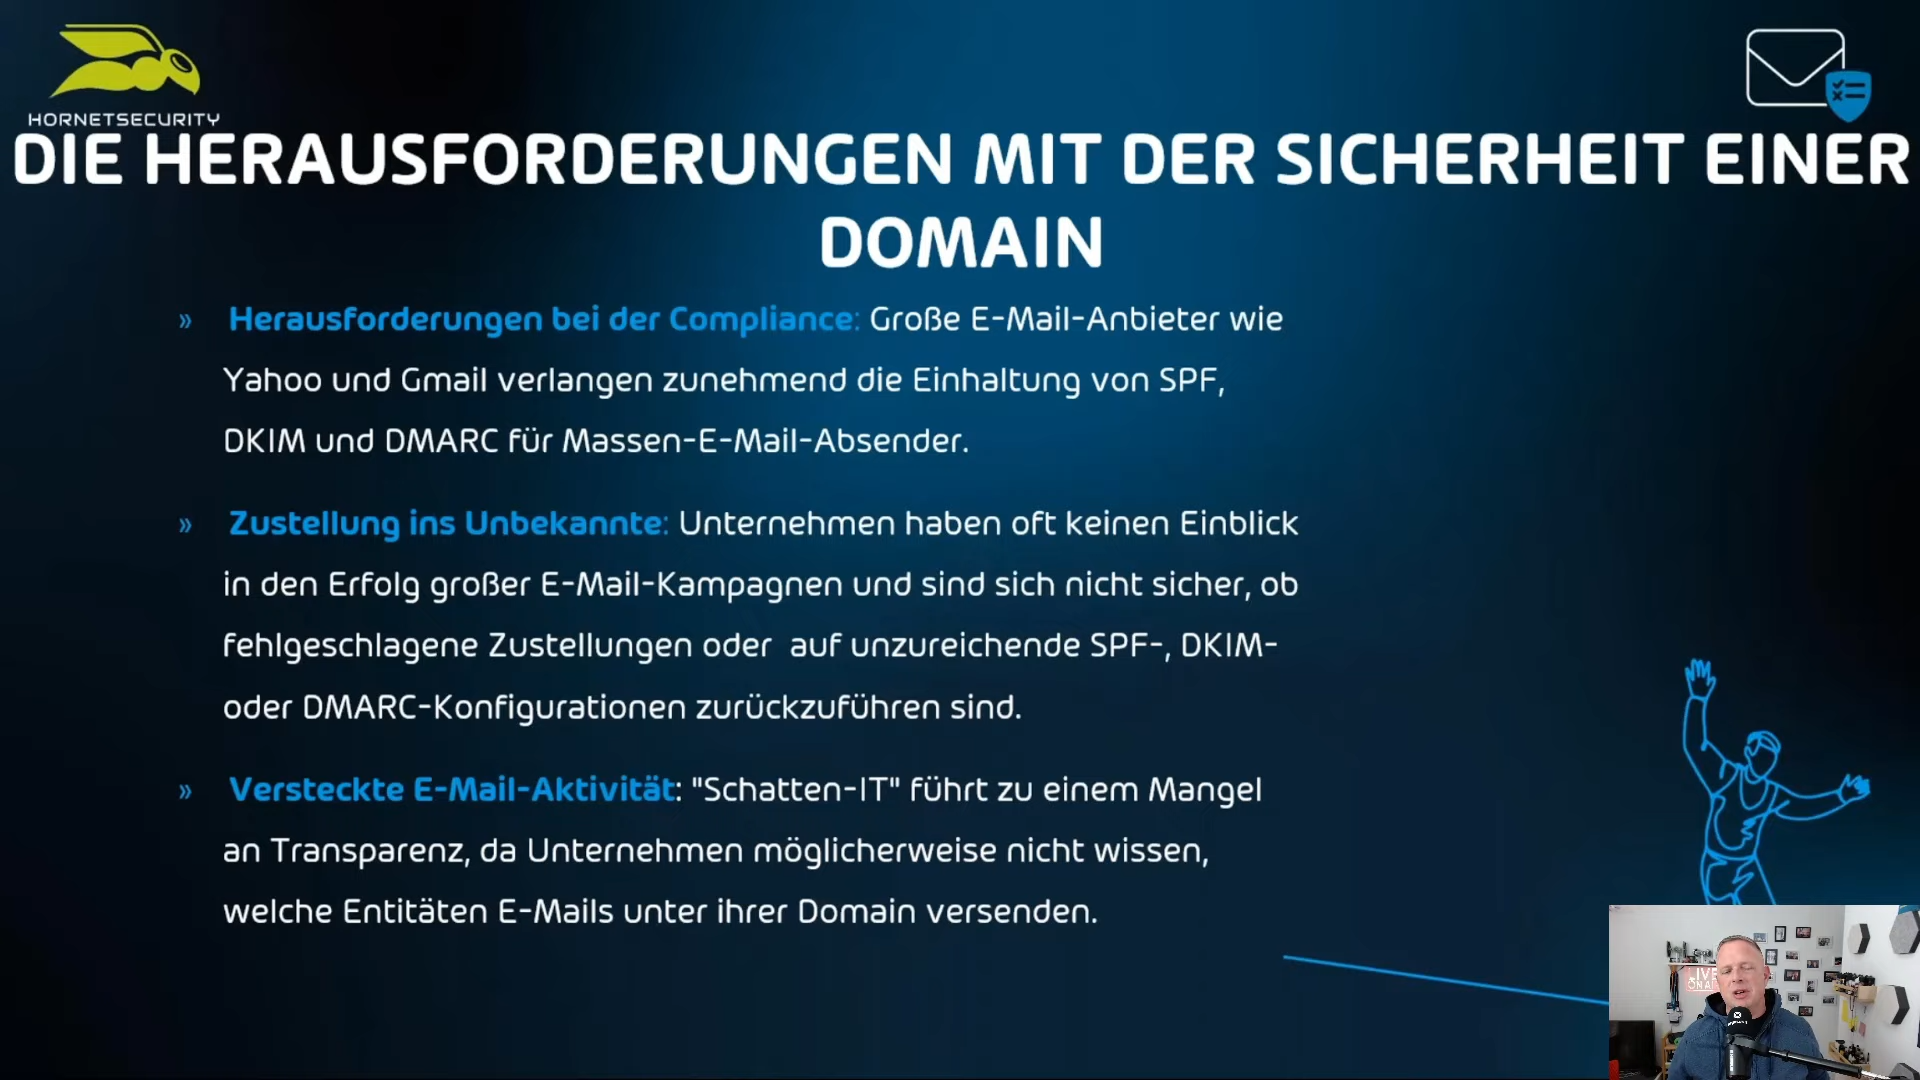 HORNETSECURITY
DIE HERAUSFORDERUNGEN MIT DER SICHERHEIT EINER
DOMAIN
» Herausforderungen bei der Compliance: Große E-Mail-Anbieter wie
Yahoo und Gmail verlangen zunehmend die Einhaltung von SPF,
DKIM und DMARC für Massen-E-Mail-Absender.
» Zustellung ins Unbekannte: Unternehmen haben oft keinen Einblick
in den Erfolg großer E-Mail-Kampagnen und sind sich nicht sicher, ob
fehlgeschlagene Zustellungen oder  auf unzureichende SPF-, DKIM-
oder DMARC-Konfigurationen zurückzuführen sind.
» Versteckte E-Mail-Aktivität: "Schatten-IT" führt zu einem Mangel
an Transparenz, da Unternehmen möglicherweise nicht wissen,
welche Entitäten E-Mails unter ihrer Domain versenden.
LIVE
ON AIR